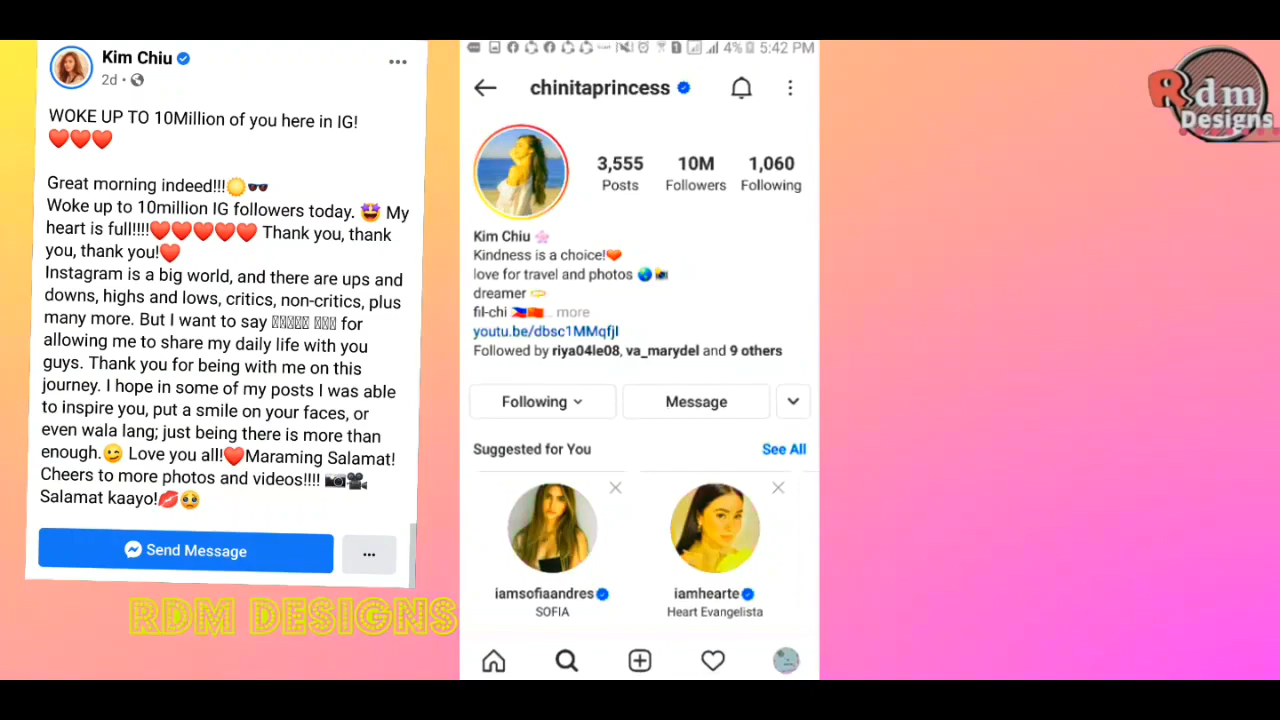 Kim Chiu
2d
WOKE UP TO 10Million of you here in IG!
❤️❤️❤️
Great morning indeed!!!☀️🕶️
Woke up to 10million IG followers today. 🤩 My
heart is full!!!!❤️❤️❤️❤️❤️ Thank you, thank
you, thank you!❤️
Instagram is a big world, and there are ups and
downs, highs and lows, critics, non-critics, plus
many more. But I want to say for
allowing me to share my daily life with you
guys. Thank you for being with me on this
journey. I hope in some of my posts I was able
to inspire you, put a smile on your faces, or
even wala lang; just being there is more than
enough.😉 Love you all!❤️Maraming Salamat!
Cheers to more photos and videos!!!! 📷🎥
Salamat kaayo!💋🥺
Send Message
RDM DESIGNS
4% 5:42 PM
chinitaprincess
3,555 10M 1,060
Posts Followers Following
Kim Chiu 🌸
Kindness is a choice!❤️
love for travel and photos 🌏📸
dreamer 💫
fil-chi 🇵🇭🇨🇳... more
youtu.be/dbsc1MMqfjI
Followed by riya04le08, va_marydel and 9 others
Following Message
Suggested for You See All
iamsofiaandres iamhearte
SOFIA Heart Evangelista
Rdm
Designs